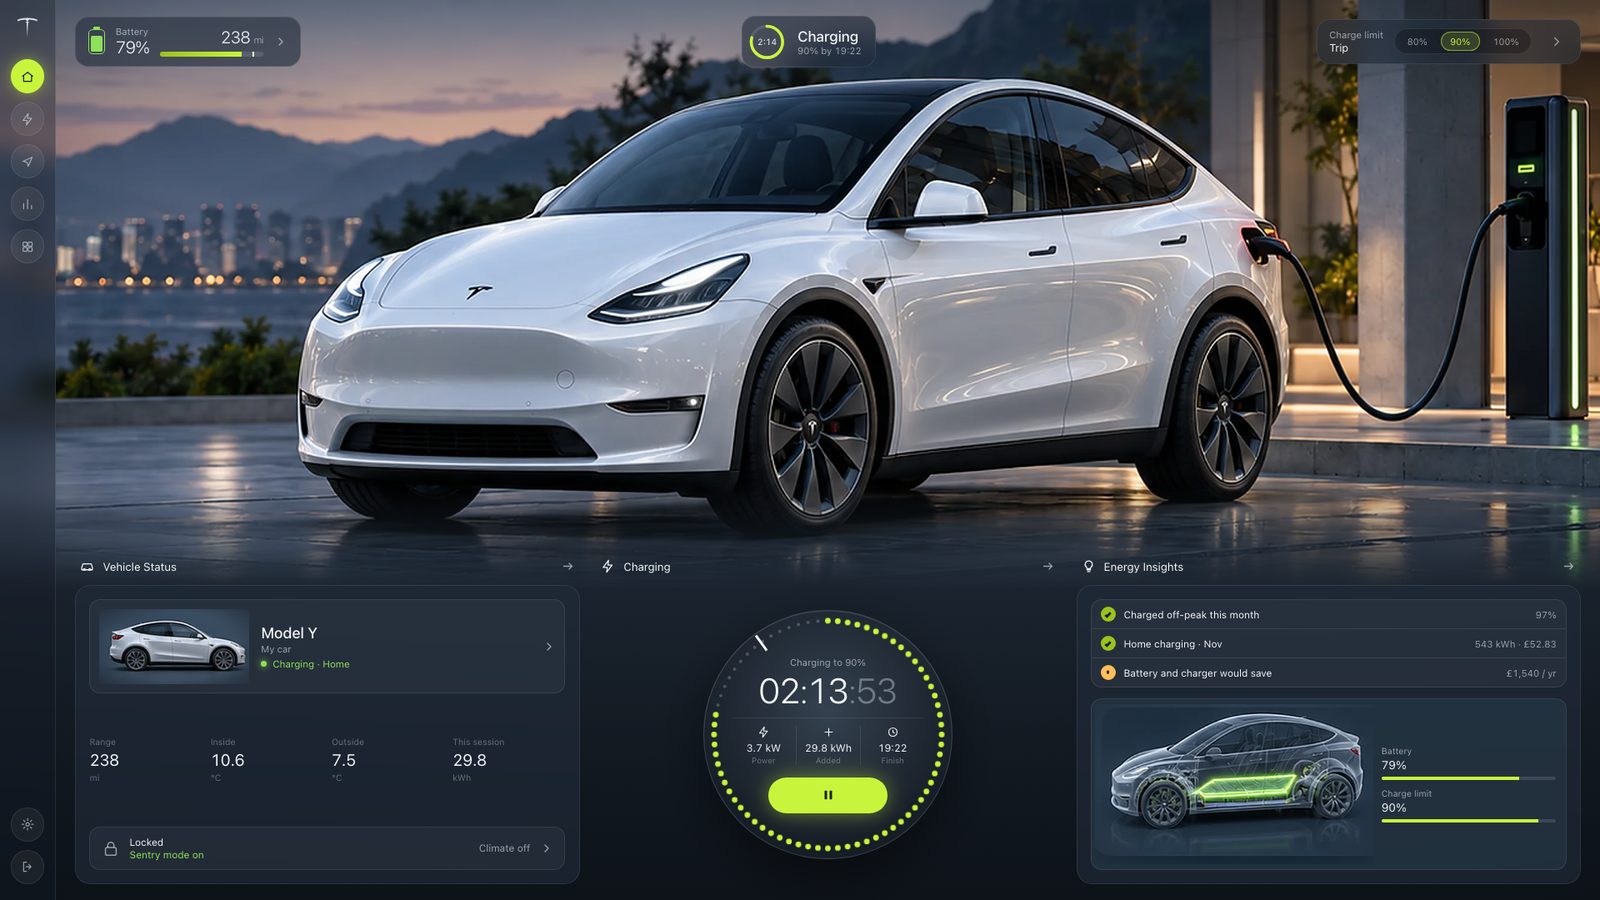 Battery
79%
238 mi
2:14
Charging
90% by 19:22
Charge limit
Trip
80%
90%
100%
Vehicle Status
Model Y
My car
Charging · Home
Range
238
mi
Inside
10.6
°C
Outside
7.5
°C
This session
29.8
kWh
Locked
Sentry mode on
Climate off
Charging
Charging to 90%
02:13:53
3.7 kW
Power
29.8 kWh
Added
19:22
Finish
Energy Insights
Charged off-peak this month 97%
Home charging · Nov 543 kWh · £52.83
Battery and charger would save £1,540 / yr
Battery
79%
Charge limit
90%